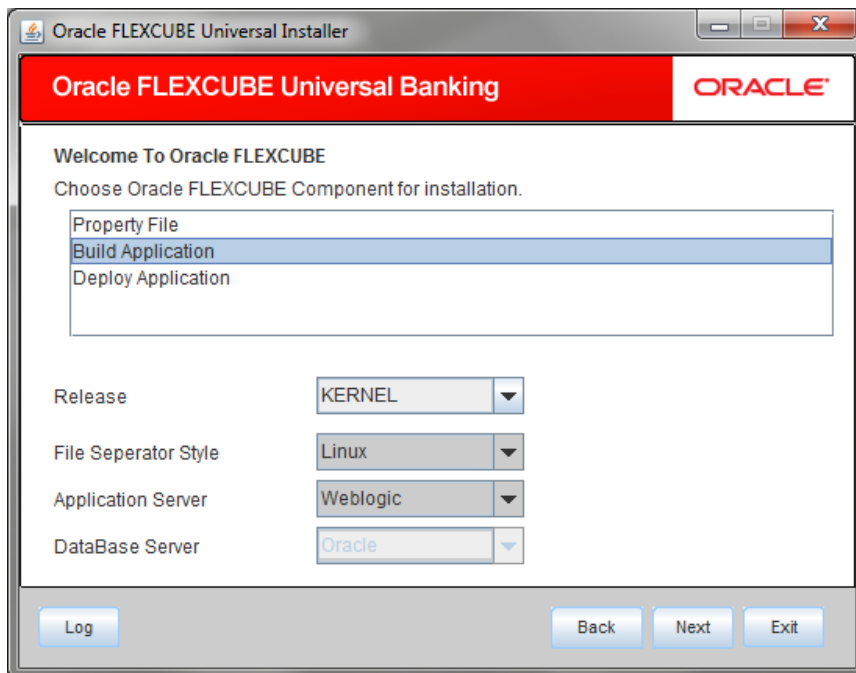 Oracle FLEXCUBE Universal Installer
Oracle FLEXCUBE Universal Banking
ORACLE
Welcome To Oracle FLEXCUBE
Choose Oracle FLEXCUBE Component for installation.
Property File
Build Application
Deploy Application
Release KERNEL
File Seperator Style Linux
Application Server Weblogic
DataBase Server Oracle
Log Back Next Exit